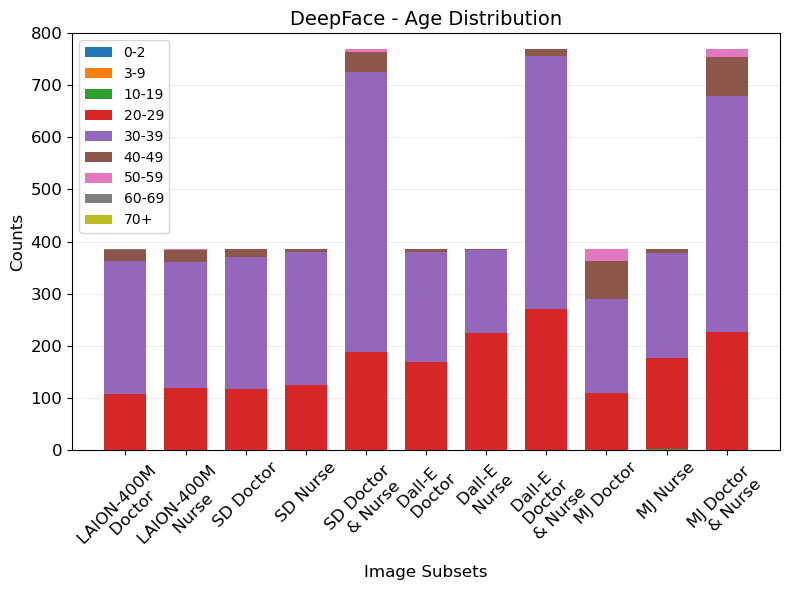 DeepFace - Age Distribution
800
700
600
500
400
300
200
100
0
Counts
0-2
3-9
10-19
20-29
30-39
40-49
50-59
60-69
70+
LAION-400M
Doctor
LAION-400M
Nurse
SD Doctor
SD Nurse
SD Doctor
& Nurse
Dall-E
Doctor
Dall-E
Nurse
Dall-E
Doctor
& Nurse
MJ Doctor
MJ Nurse
MJ Doctor
& Nurse
Image Subsets